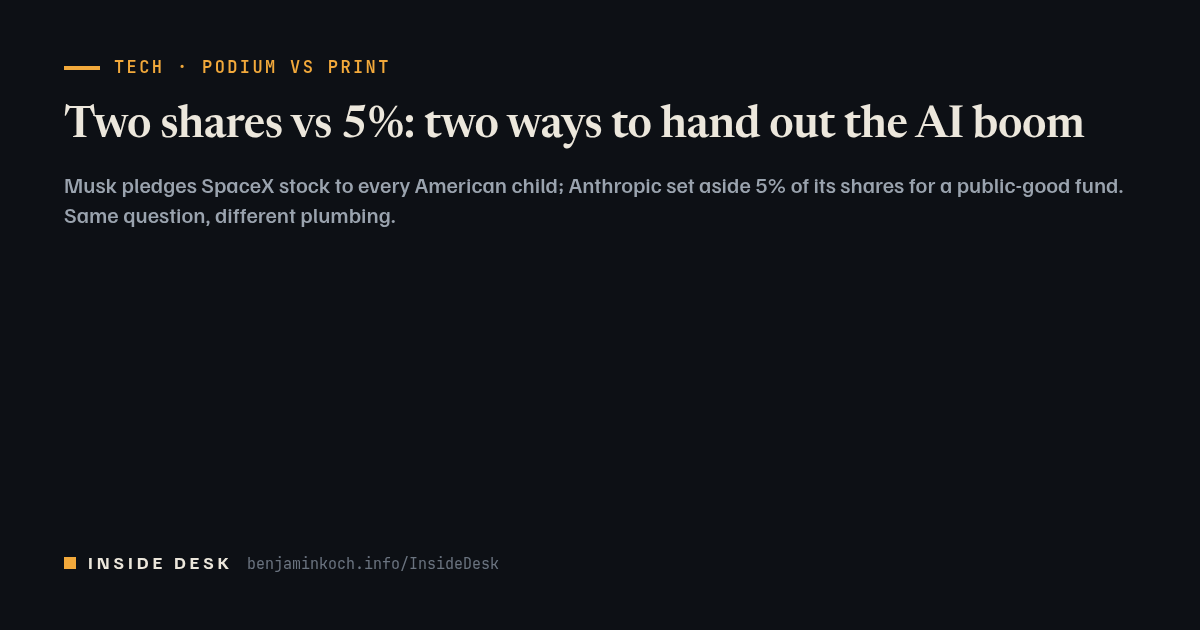 TECH · PODIUM VS PRINT
Two shares vs 5%: two ways to hand out the AI boom
Musk pledges SpaceX stock to every American child; Anthropic set aside 5% of its shares for a public-good fund.
Same question, different plumbing.
INSIDE DESK benjaminkoch.info/InsideDesk